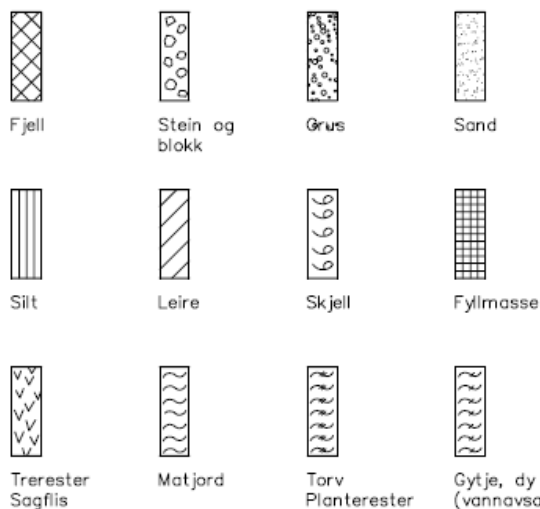 Fjell
Stein og
blokk
Grus
Sand
Silt
Leire
Skjell
Fyllmasse
Trerester
Sagflis
Matjord
Torv
Planterester
Gytje, dy